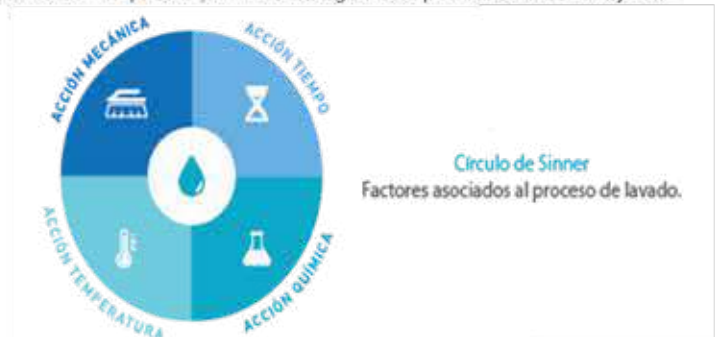 ACCIÓN MECÁNICA
ACCIÓN TIEMPO
Círculo de Sinner
Factores asociados al proceso de lavado.
ACCIÓN TEMPERATURA
ACCIÓN QUÍMICA